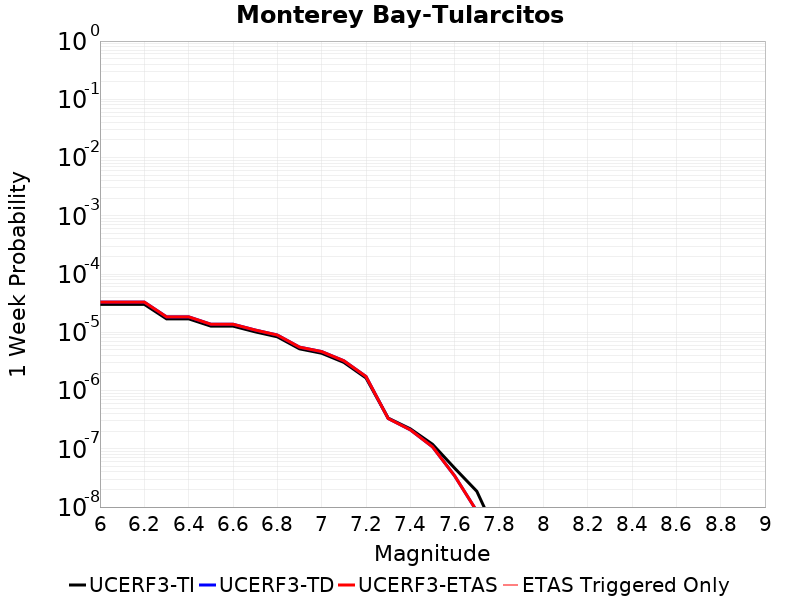 Monterey Bay-Tularcitos
1 Week Probability
10^0
10^-1
10^-2
10^-3
10^-4
10^-5
10^-6
10^-7
10^-8
6 6.2 6.4 6.6 6.8 7 7.2 7.4 7.6 7.8 8 8.2 8.4 8.6 8.8 9
Magnitude
UCERF3-TI UCERF3-TD UCERF3-ETAS ETAS Triggered Only